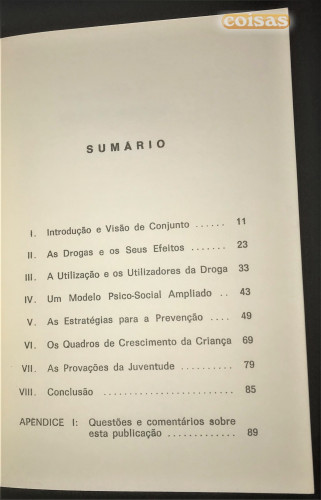 coisas
SUMÁRIO
I. Introdução e Visão de Conjunto ...... 11
II. As Drogas e os Seus Efeitos ....... 23
III. A Utilização e os Utilizadores da Droga 33
IV. Um Modelo Psico-Social Ampliado .. 43
V. As Estratégias para a Prevenção .... 49
VI. Os Quadros de Crescimento da Criança 69
VII. As Provações da Juventude .......... 79
VIII. Conclusão ......................... 85
APENDICE I: Questões e comentários sobre
esta publicação ............. 89